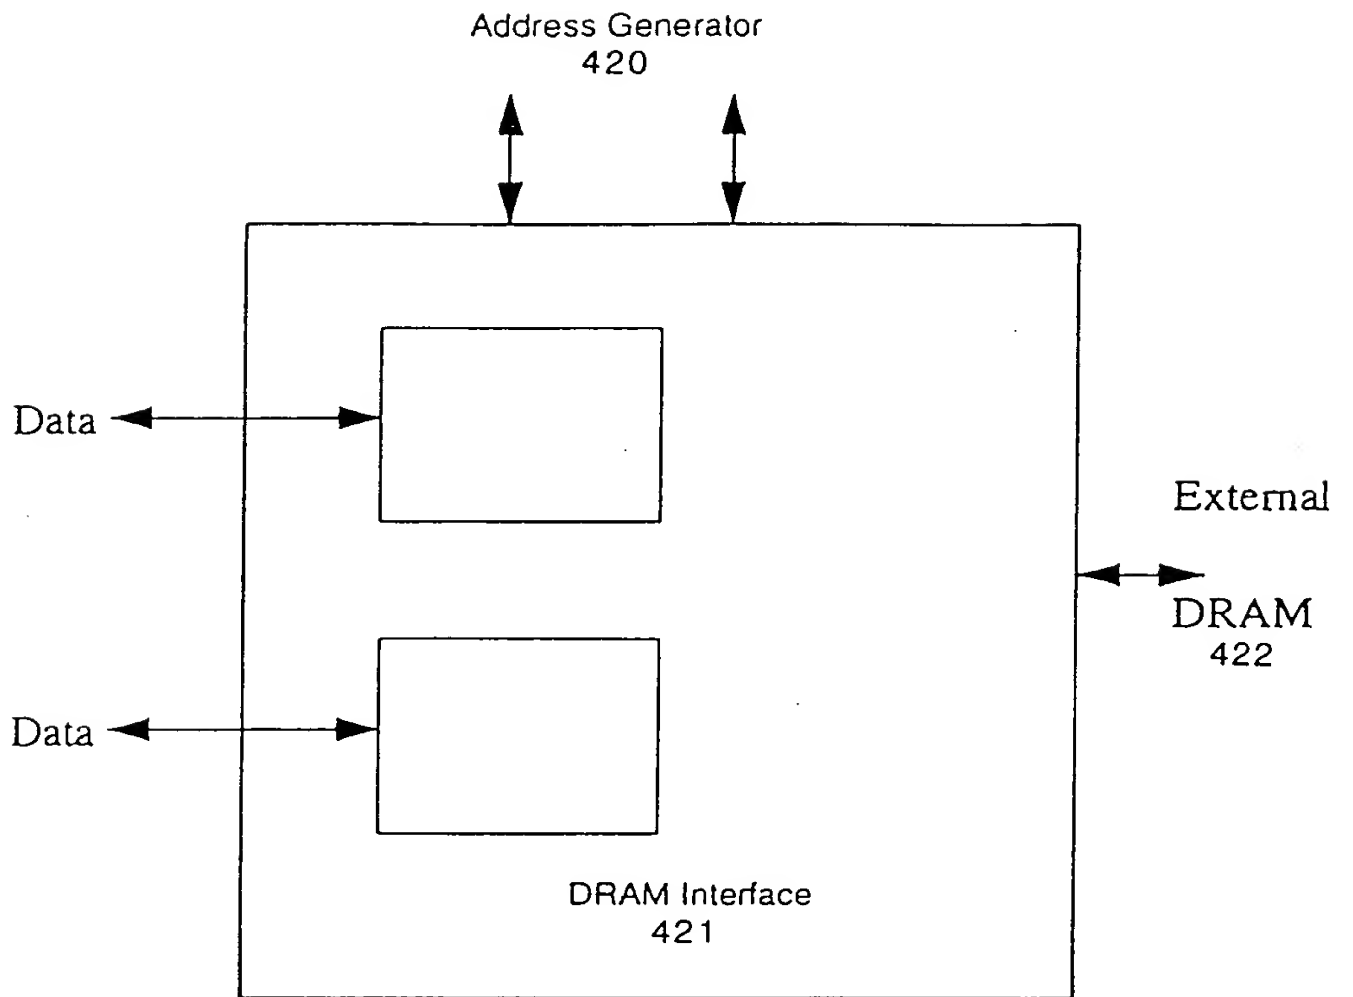 Address Generator
420
Data
External
DRAM
422
Data
DRAM Interface
421